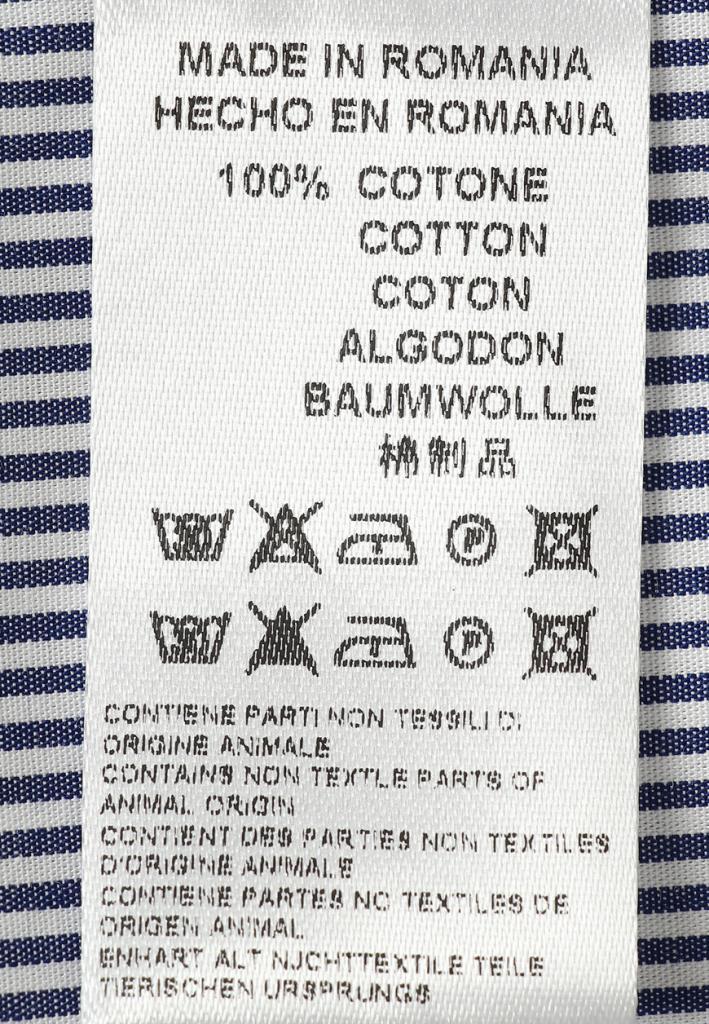 MADE IN ROMANIA
HECHO EN ROMANIA
100% COTONE
COTTON
COTON
ALGODON
BAUMWOLLE
棉制品
P
P
CONTIENE PARTI NON TESSILI DI
ORIGINE ANIMALE
CONTAINS NON TEXTLE PARTS OF
ANIMAL ORIGIN
CONTIENT DES PARTIES NON TEXTILES
D'ORIGINE ANIMALE
CONTIENE PARTES NO TEXTILES DE
ORIGEN ANIMAL
ENHART ALT NJCHTTEXTILE TEILE
TIERISCHEN URSPRUNGS